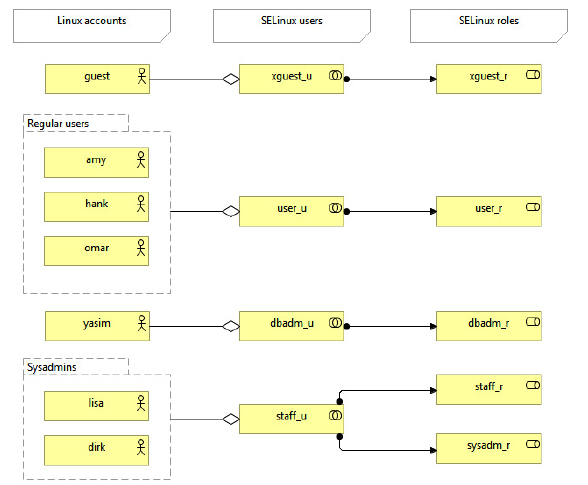 Linux accounts
SELinux users
SELinux roles
guest
xguest_u
xguest_r
Regular users
amy
hank
omar
user_u
user_r
yasim
dbadm_u
dbadm_r
Sysadmins
lisa
dirk
staff_u
staff_r
sysadm_r